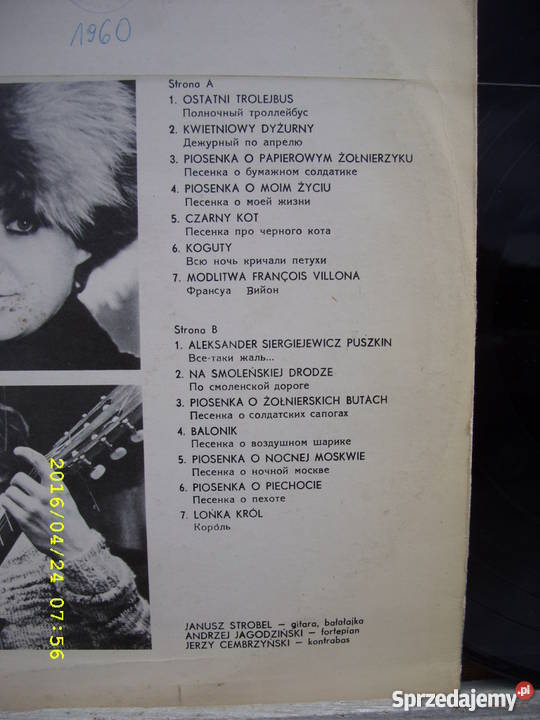 1960
Strona A
1. OSTATNI TROLEJBUS
Полночный троллейбус
2. KWIETNIOWY DYŻURNY
Дежурный по апрелю
3. PIOSENKA O PAPIEROWYM ŻOŁNIERZYKU
Песенка о бумажном солдатике
4. PIOSENKA O MOIM ŻYCIU
Песенка о моей жизни
5. CZARNY KOT
Песенка про черного кота
6. KOGUTY
Всю ночь кричали петухи
7. MODLITWA FRANÇOIS VILLONA
Франсуа Вийон
Strona B
1. ALEKSANDER SIERGIEJEWICZ PUSZKIN
Все-таки жаль...
2. NA SMOLEŃSKIEJ DRODZE
По смоленской дороге
3. PIOSENKA O ŻOŁNIERSKICH BUTACH
Песенка о солдатских сапогах
4. BALONIK
Песенка о воздушном шарике
5. PIOSENKA O NOCNEJ MOSKWIE
Песенка о ночной москве
6. PIOSENKA O PIECHOCIE
Песенка о пехоте
7. LOŃKA KRÓL
Король
JANUSZ STROBEL — gitara, bałałajka
ANDRZEJ JAGODZIŃSKI — fortepian
JERZY CEMBRZYŃSKI — kontrabas
2016/04/24 07:56
Sprzedajemy.pl